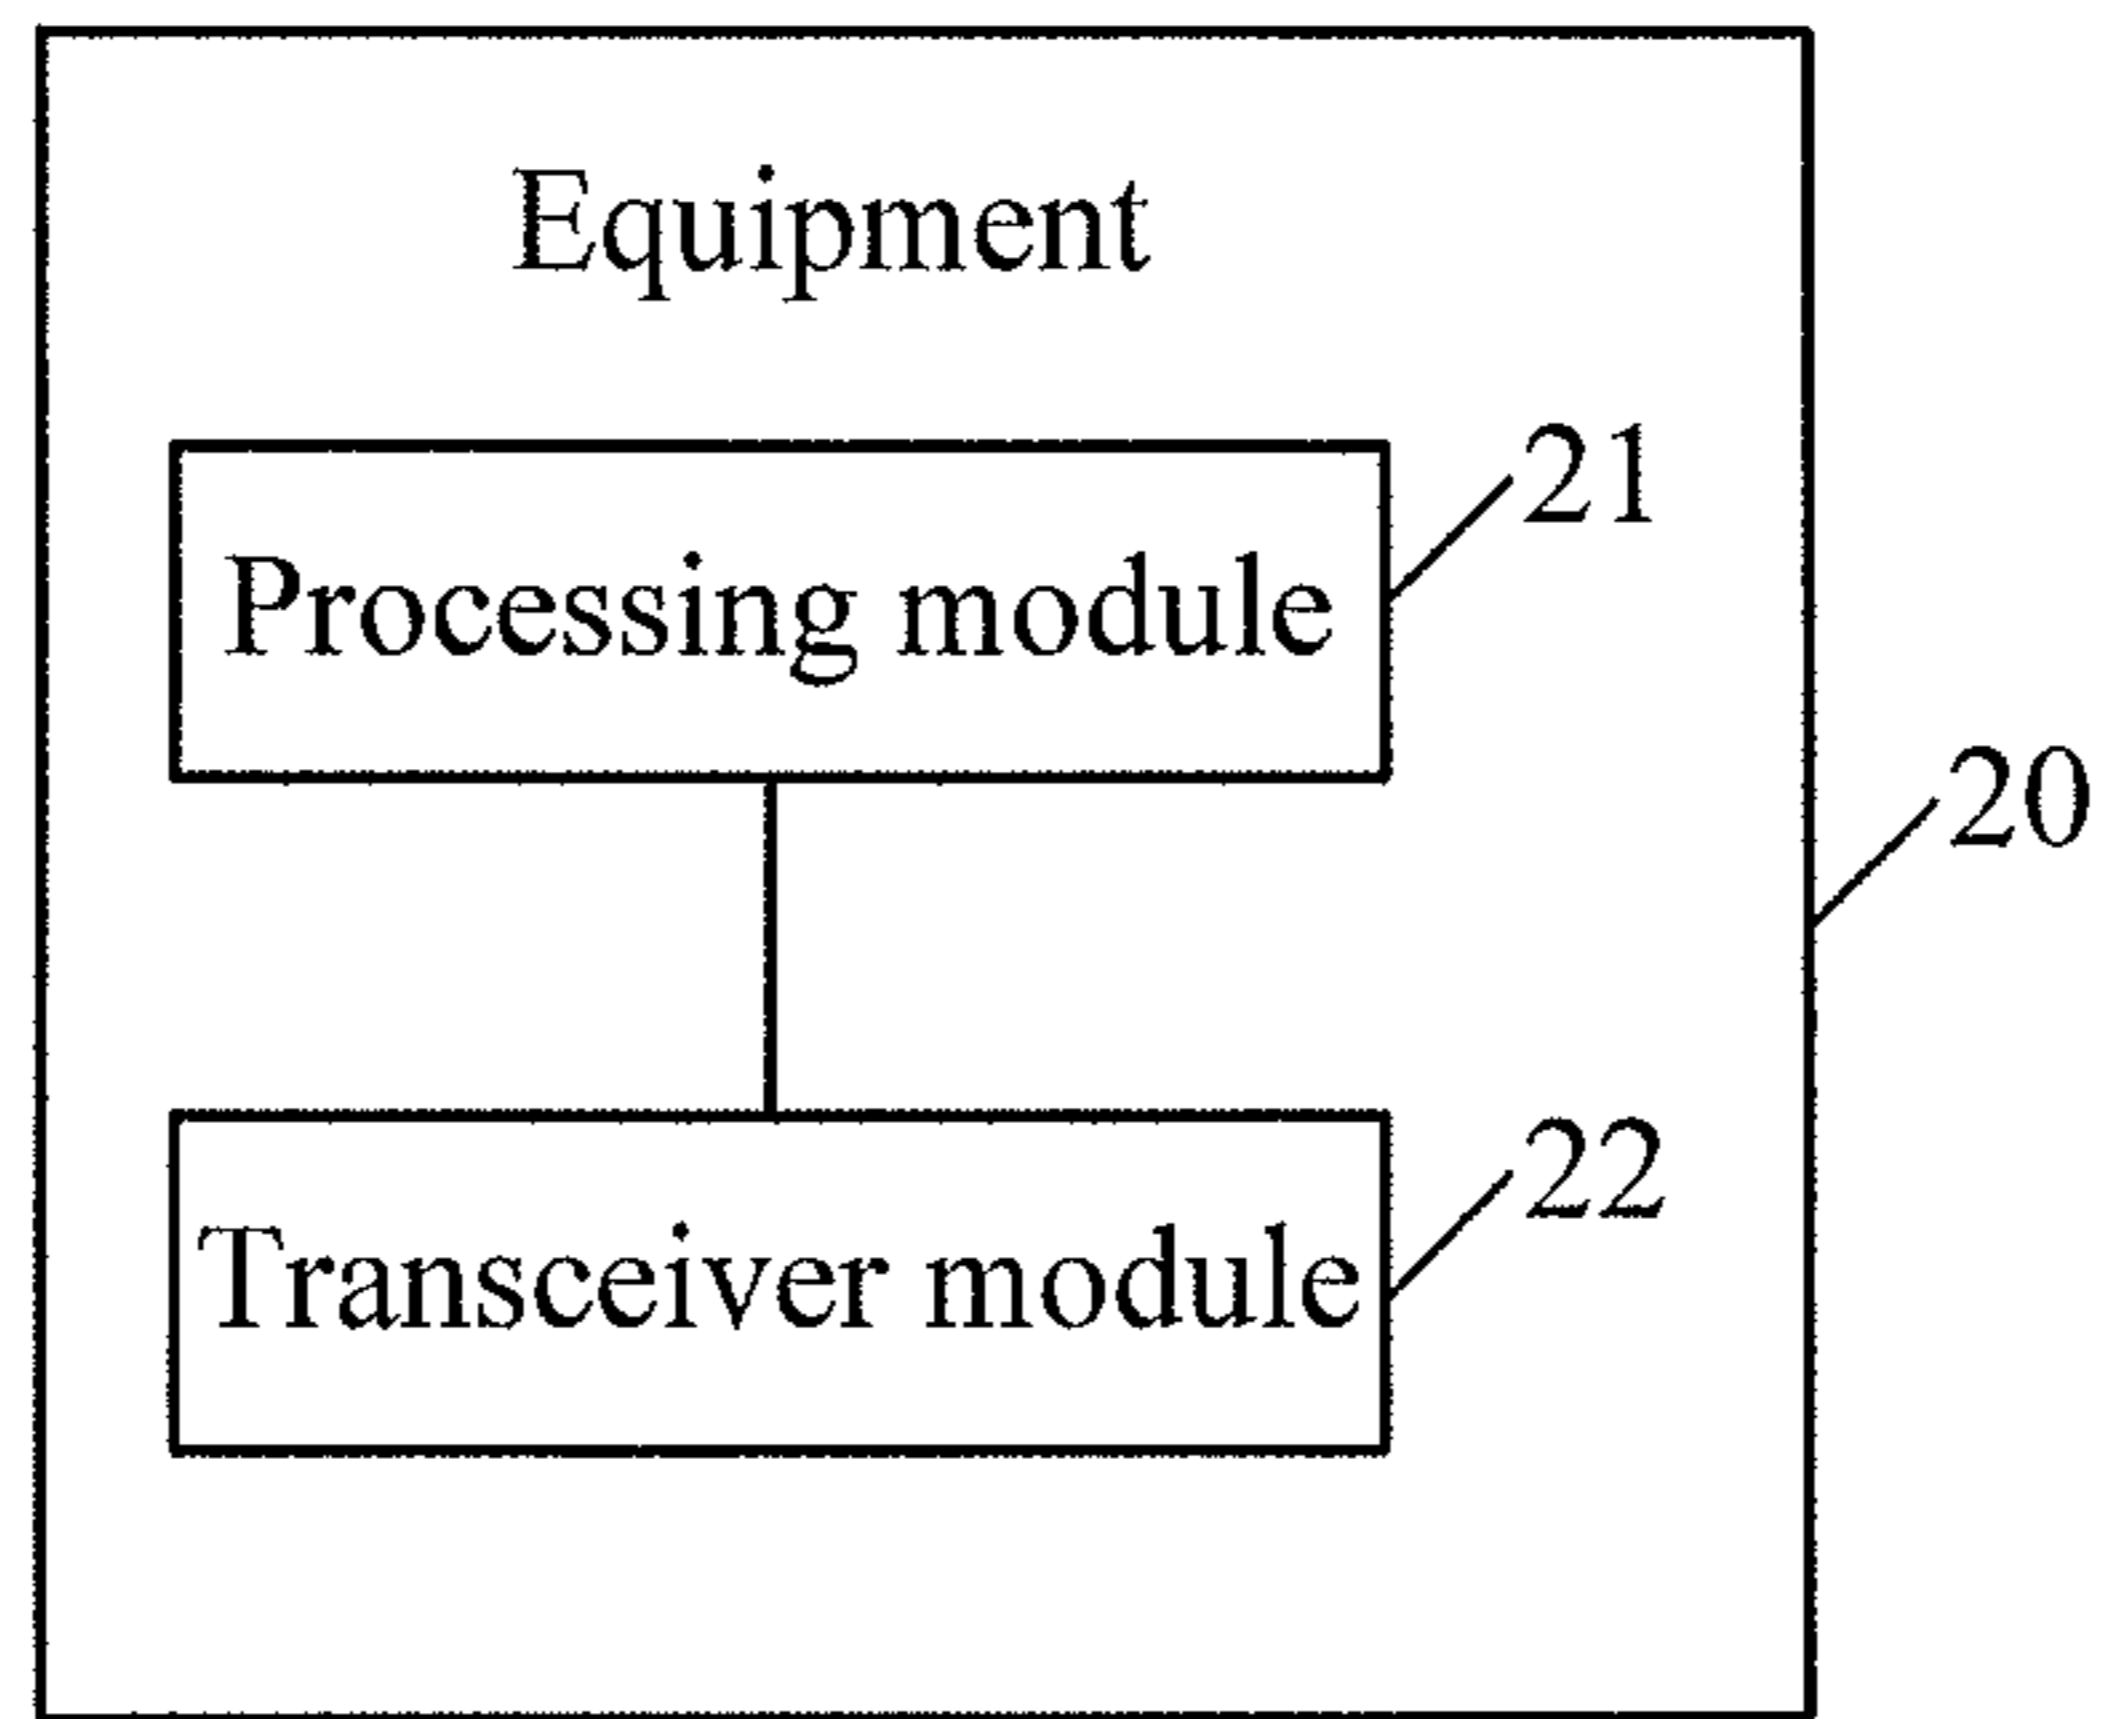 Equipment
21
Processing module
20
22
Transceiver module